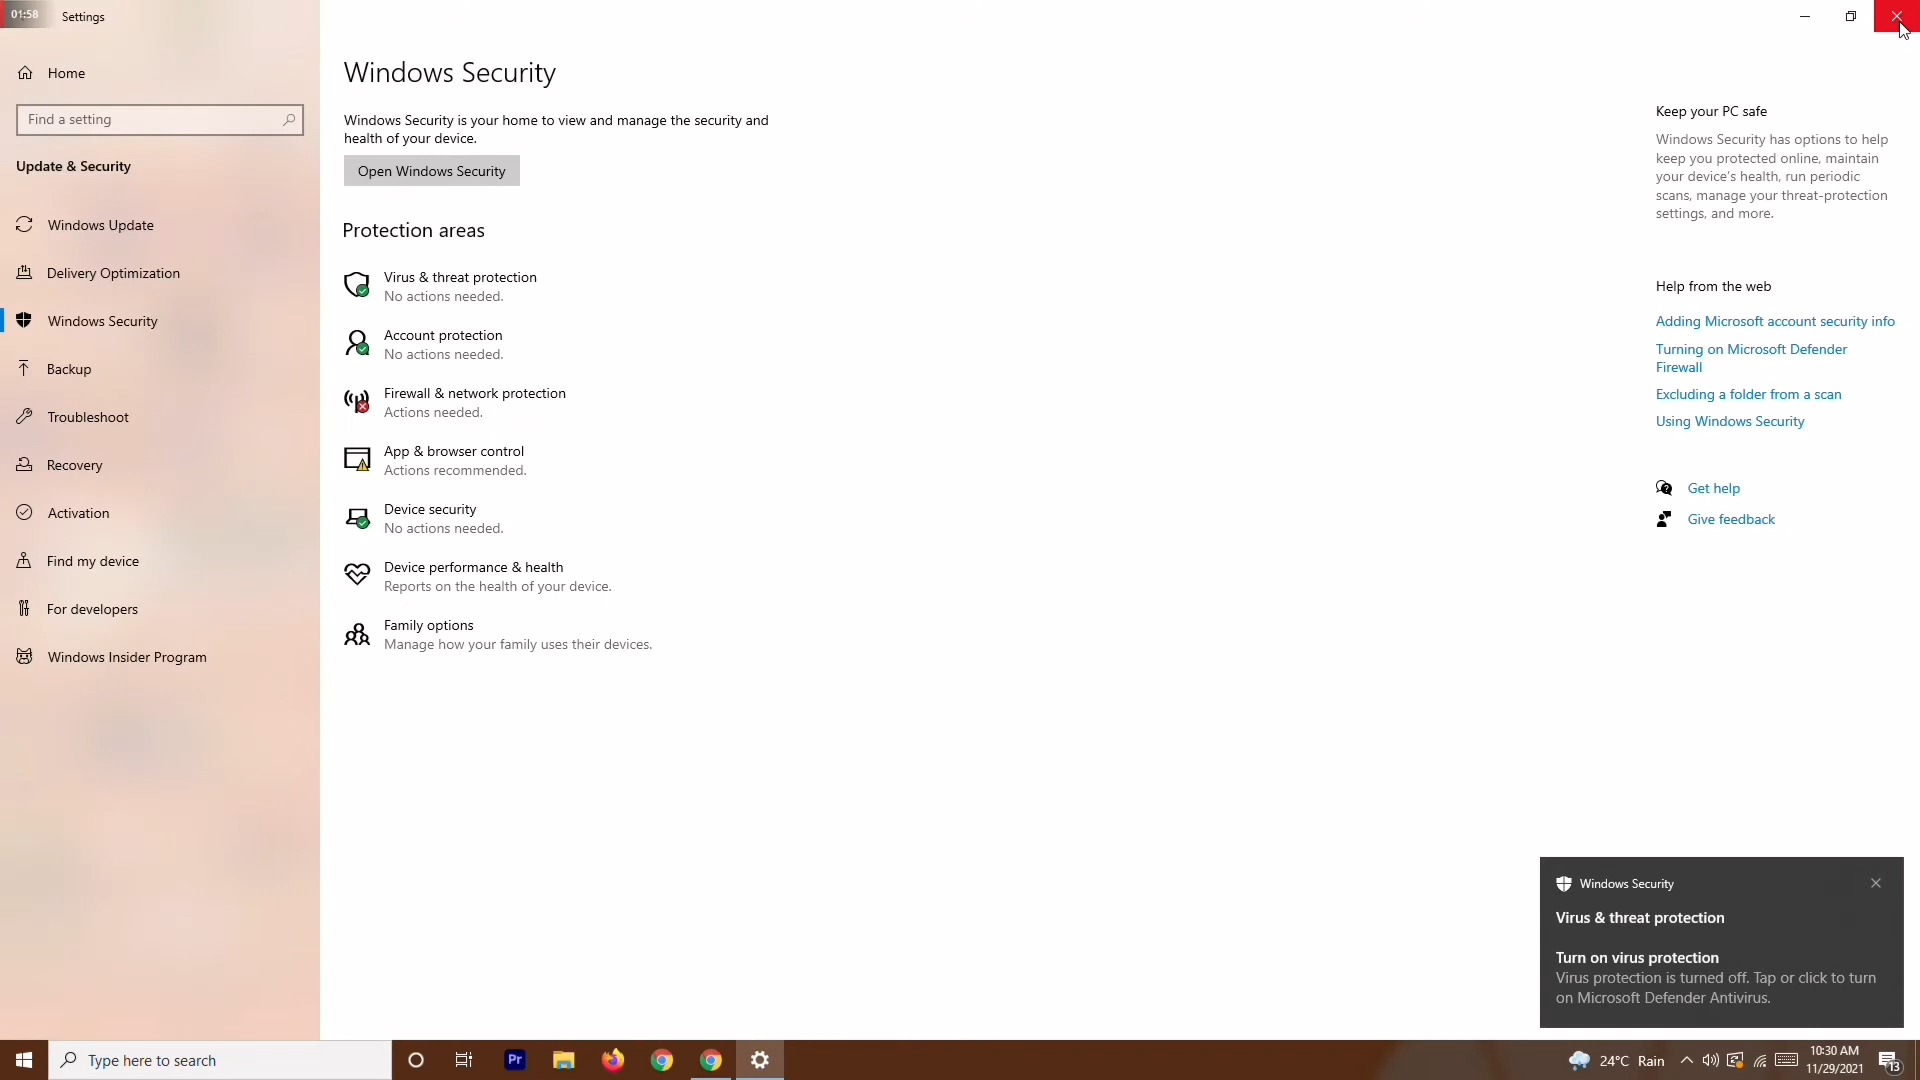 01:58
Settings
Home
Find a setting
Update & Security
Windows Update
Delivery Optimization
Windows Security
Backup
Troubleshoot
Recovery
Activation
Find my device
For developers
Windows Insider Program
Windows Security
Windows Security is your home to view and manage the security and
health of your device.
Open Windows Security
Protection areas
Virus & threat protection
No actions needed.
Account protection
No actions needed.
Firewall & network protection
Actions needed.
App & browser control
Actions recommended.
Device security
No actions needed.
Device performance & health
Reports on the health of your device.
Family options
Manage how your family uses their devices.
Keep your PC safe
Windows Security has options to help
keep you protected online, maintain
your device's health, run periodic
scans, manage your threat-protection
settings, and more.
Help from the web
Adding Microsoft account security info
Turning on Microsoft Defender
Firewall
Excluding a folder from a scan
Using Windows Security
Get help
Give feedback
Windows Security
Virus & threat protection
Turn on virus protection
Virus protection is turned off. Tap or click to turn
on Microsoft Defender Antivirus.
Type here to search
Pr
24°C Rain
10:30 AM
11/29/2021
13